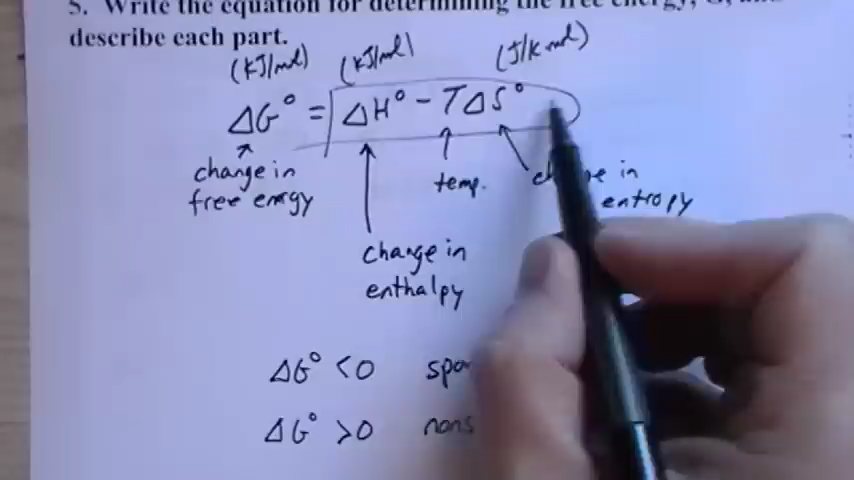 5. Write the equation for determining the free energy, G, and
describe each part.
(kJ/mol) (kJ/mol) (J/K·mol)
ΔG° = ΔH° - TΔS°
change in free energy
temp.
in entropy
change in
enthalpy
ΔG° < 0
ΔG° > 0